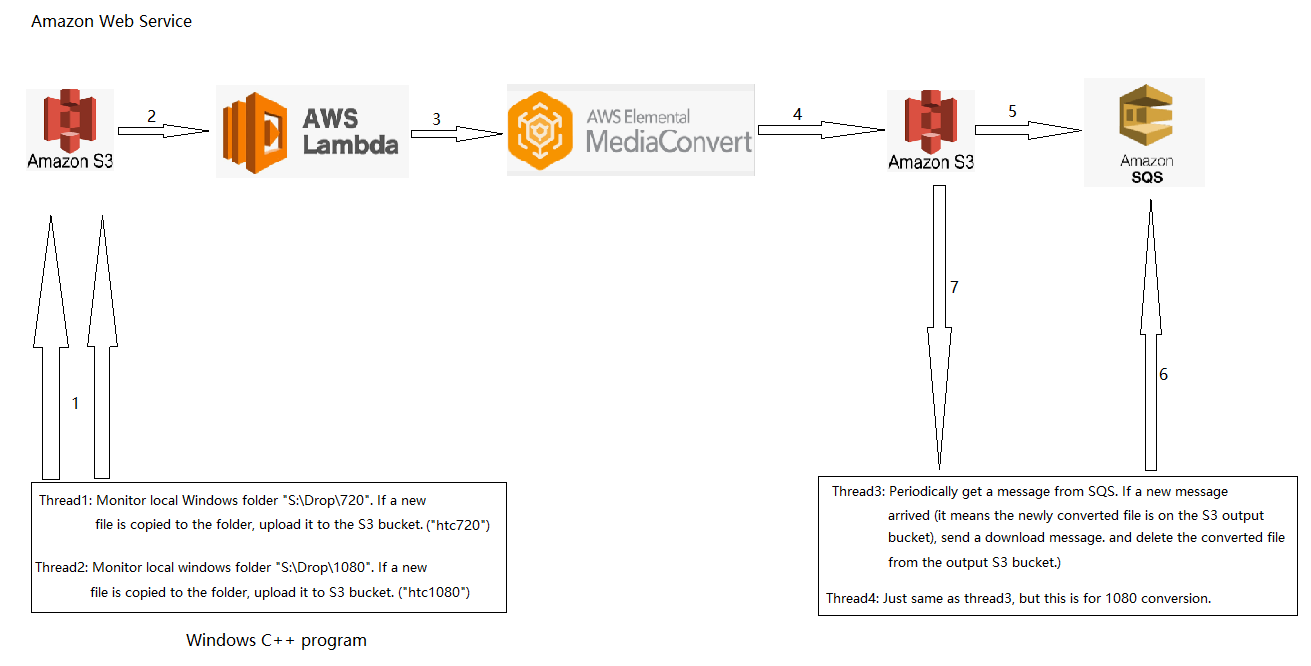 Amazon Web Service
2
3
4
5
Amazon S3
AWS
Lambda
AWS Elemental
MediaConvert
Amazon S3
Amazon
SQS
7
6
1
Thread1: Monitor local Windows folder "S:\Drop\720". If a new
file is copied to the folder, upload it to the S3 bucket. ("htc720")
Thread2: Monitor local windows folder "S:\Drop\1080". If a new
file is copied to the folder, upload it to S3 bucket. ("htc1080")
Thread3: Periodically get a message from SQS. If a new message
arrived (it means the newly converted file is on the S3 output
bucket), send a download message. and delete the converted file
from the output S3 bucket.)
Thread4: Just same as thread3, but this is for 1080 conversion.
Windows C++ program